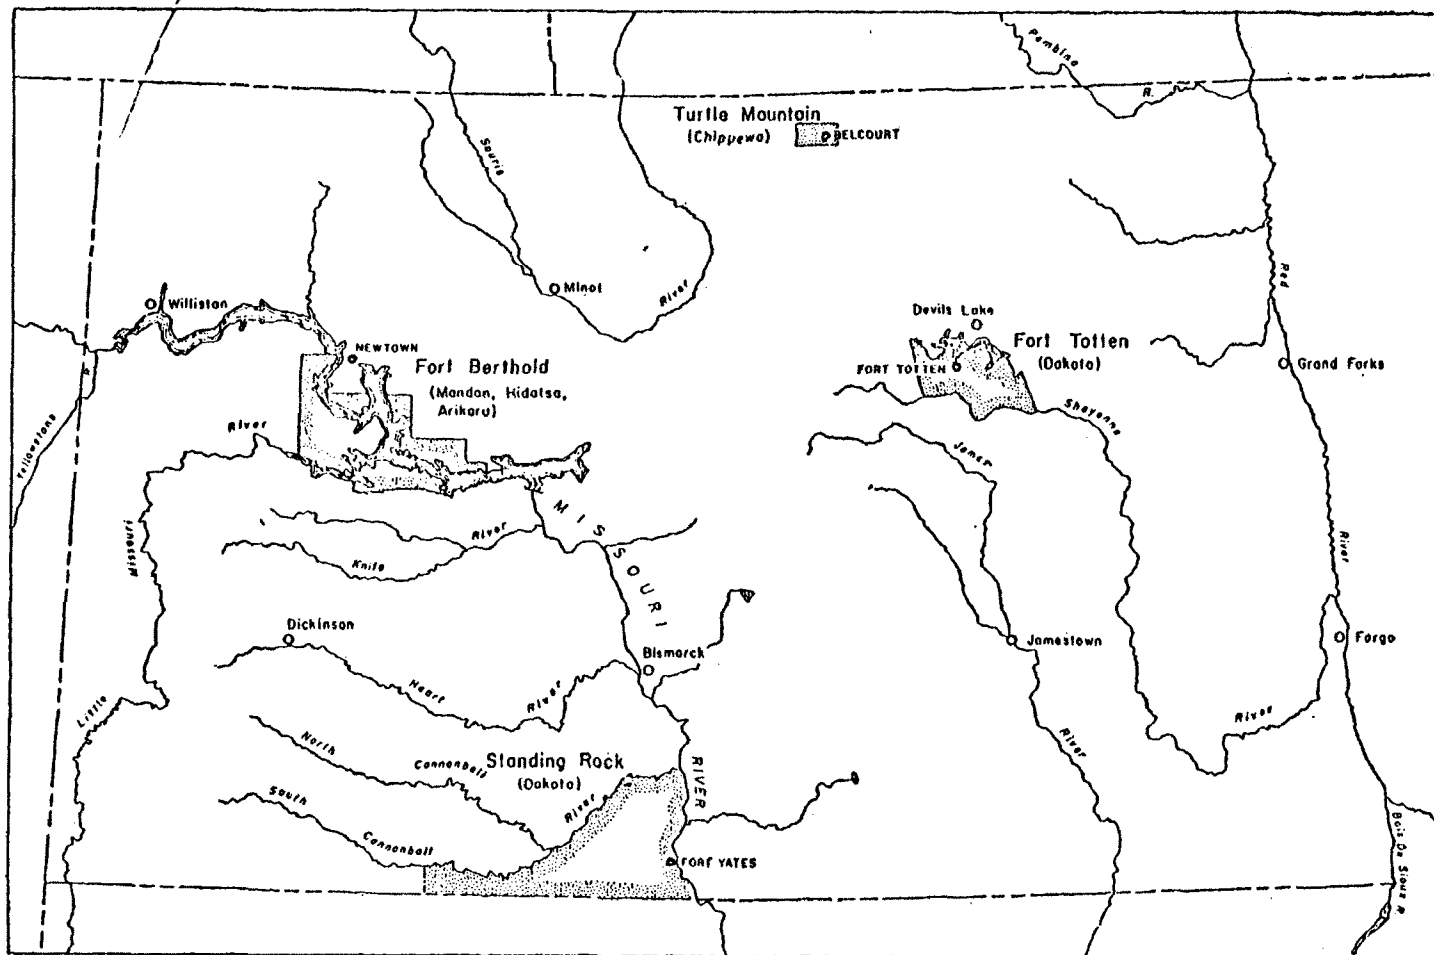 Pembina
R.
Turtle Mountain
(Chippewa)
BELCOURT
Souris
River
Minot
Williston
Red
Devils Lake
Fort Totten
(Dakota)
FORT TOTTEN
Grand Forks
NEWTOWN
Fort Berthold
(Mandan, Hidatsa,
Arikara)
Sheyenne
River
Yellowstone
James
Missouri
MISSOURI
River
Knife
River
Dickinson
Bismarck
Jamestown
Fargo
Heart
River
Little
River
North
Cannonball
Standing Rock
(Dakota)
RIVER
River
South
River
Cannonball
FORT YATES
Bois De Sioux R.